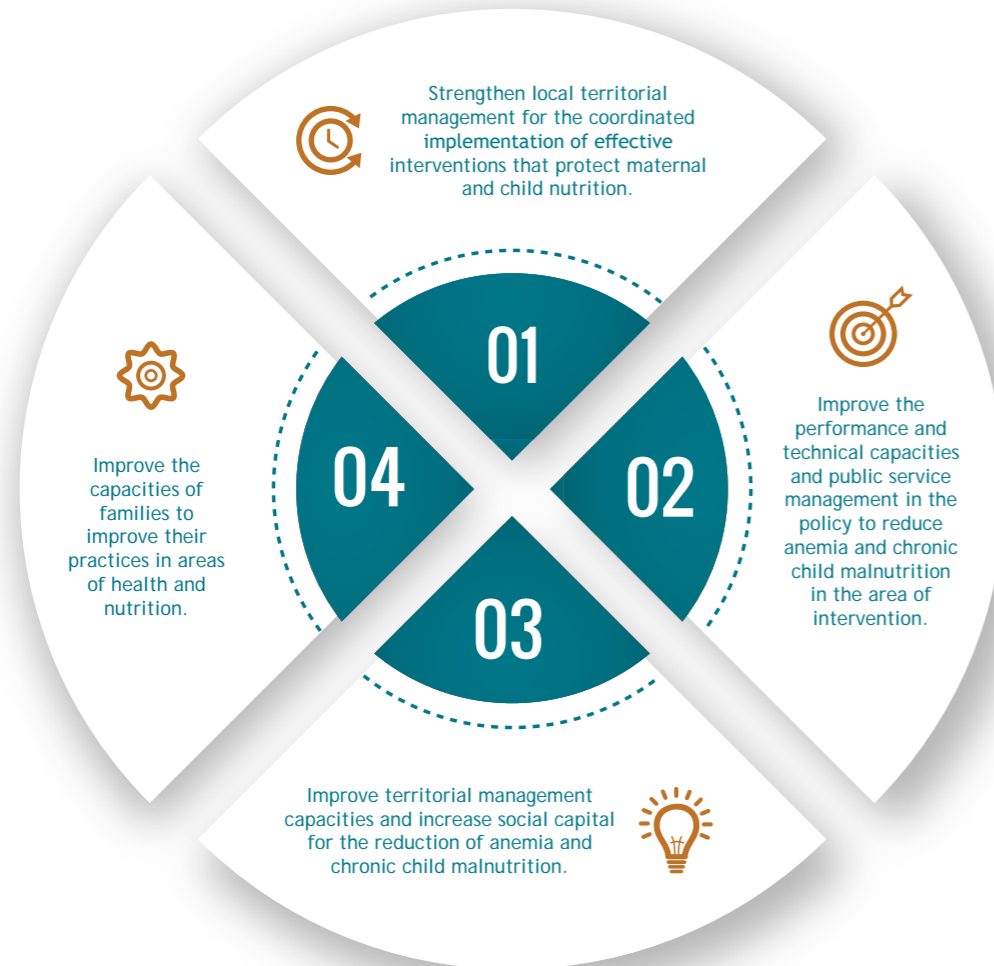 Strengthen local territorial
management for the coordinated
implementation of effective
interventions that protect maternal
and child nutrition.
01
02
Improve the
performance and
technical capacities
and public service
management in the
policy to reduce
anemia and chronic
child malnutrition
in the area of
intervention.
03
Improve territorial management
capacities and increase social capital
for the reduction of anemia and
chronic child malnutrition.
04
Improve the
capacities of
families to
improve their
practices in areas
of health and
nutrition.